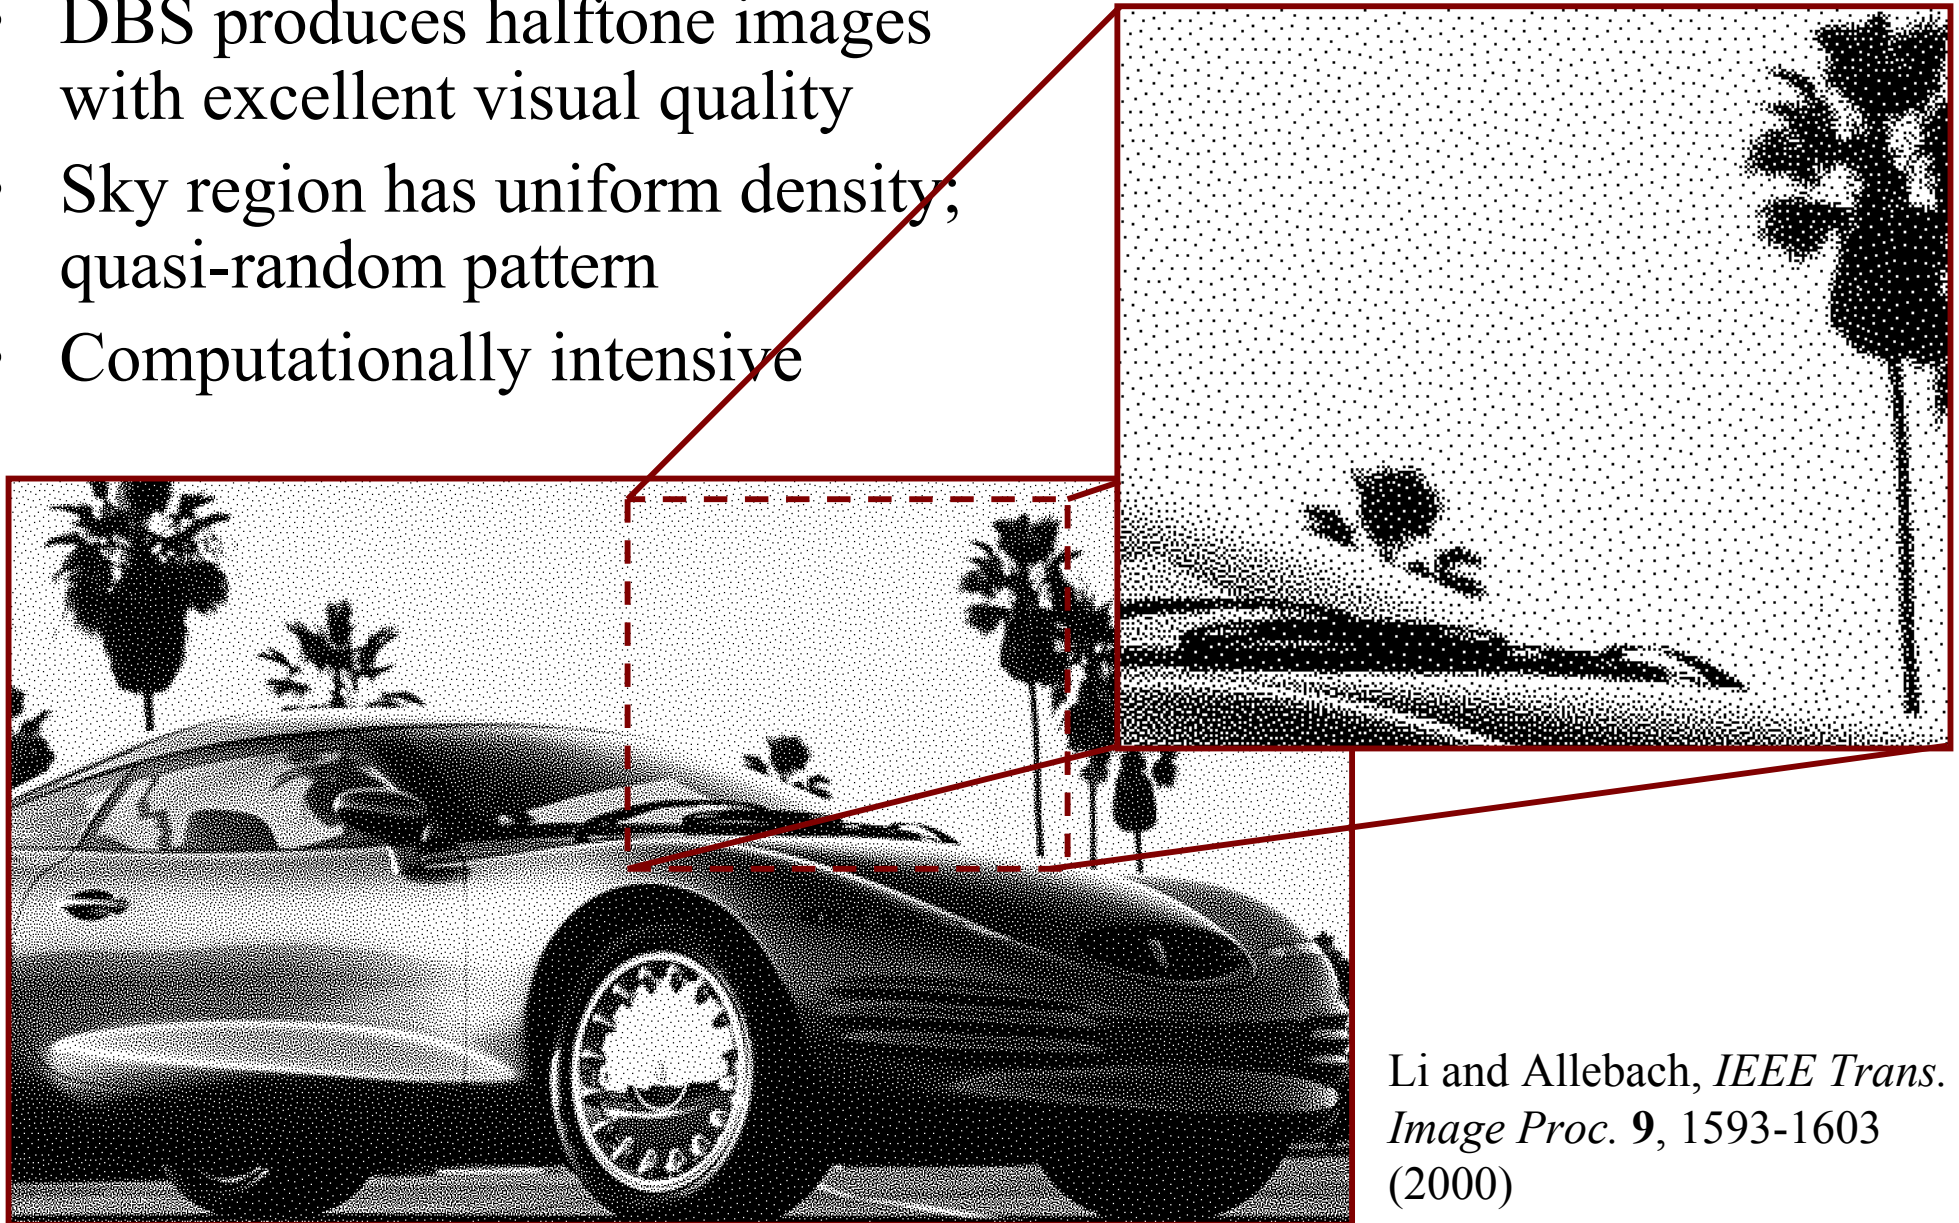 • DBS produces halftone images
with excellent visual quality
• Sky region has uniform density;
quasi-random pattern
• Computationally intensive
Li and Allebach, IEEE Trans.
Image Proc. 9, 1593-1603
(2000)